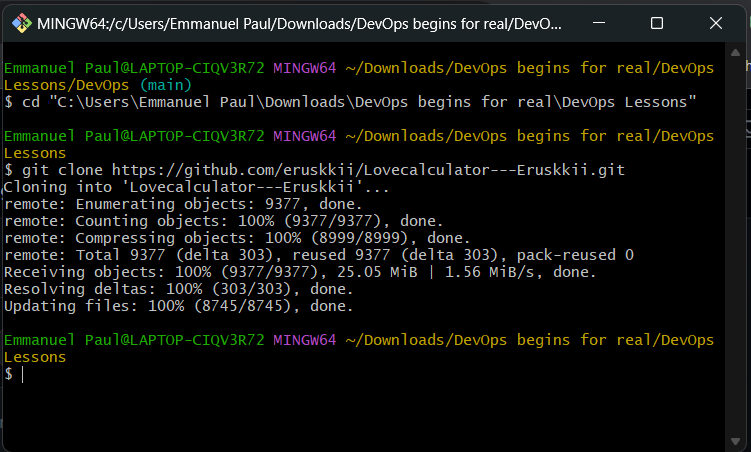 MINGW64:/c/Users/Emmanuel Paul/Downloads/DevOps begins for real/DevO...
Emmanuel Paul@LAPTOP-CIQV3R72 MINGW64 ~/Downloads/DevOps begins for real/DevOps
Lessons/DevOps (main)
$ cd "C:\Users\Emmanuel Paul\Downloads\DevOps begins for real\DevOps Lessons"
Emmanuel Paul@LAPTOP-CIQV3R72 MINGW64 ~/Downloads/DevOps begins for real/DevOps
Lessons
$ git clone https://github.com/eruskkii/Lovecalculator---Eruskkii.git
Cloning into 'Lovecalculator---Eruskkii'...
remote: Enumerating objects: 9377, done.
remote: Counting objects: 100% (9377/9377), done.
remote: Compressing objects: 100% (8999/8999), done.
remote: Total 9377 (delta 303), reused 9377 (delta 303), pack-reused 0
Receiving objects: 100% (9377/9377), 25.05 MiB | 1.56 MiB/s, done.
Resolving deltas: 100% (303/303), done.
Updating files: 100% (8745/8745), done.
Emmanuel Paul@LAPTOP-CIQV3R72 MINGW64 ~/Downloads/DevOps begins for real/DevOps
Lessons
$